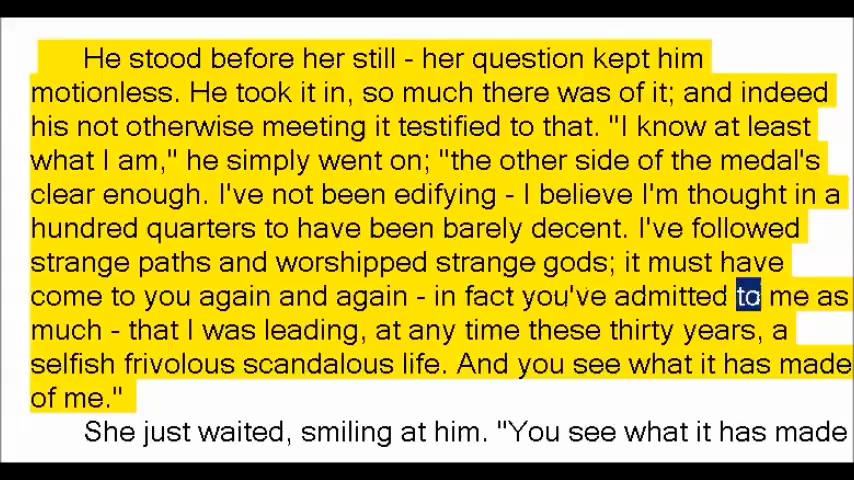 He stood before her still - her question kept him
motionless. He took it in, so much there was of it; and indeed
his not otherwise meeting it testified to that. "I know at least
what I am," he simply went on; "the other side of the medal's
clear enough. I've not been edifying - I believe I'm thought in a
hundred quarters to have been barely decent. I've followed
strange paths and worshipped strange gods; it must have
come to you again and again - in fact you've admitted to me as
much - that I was leading, at any time these thirty years, a
selfish frivolous scandalous life. And you see what it has made
of me."
She just waited, smiling at him. "You see what it has made